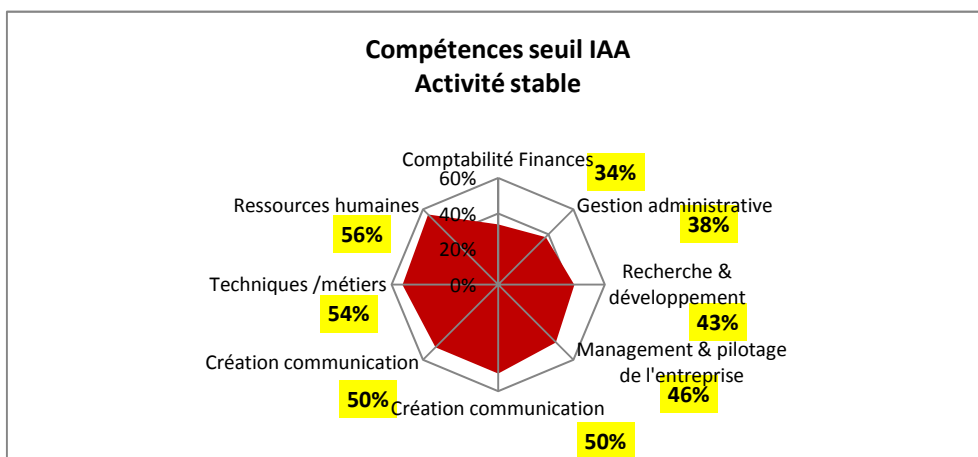 Compétences seuil IAA
Activité stable
Comptabilité Finances
34%
60%
Ressources humaines
40%
Gestion administrative
56%
38%
20%
Techniques /métiers
0%
Recherche &
développement
54%
43%
Création communication
Management & pilotage
de l'entreprise
50%
46%
Création communication
50%